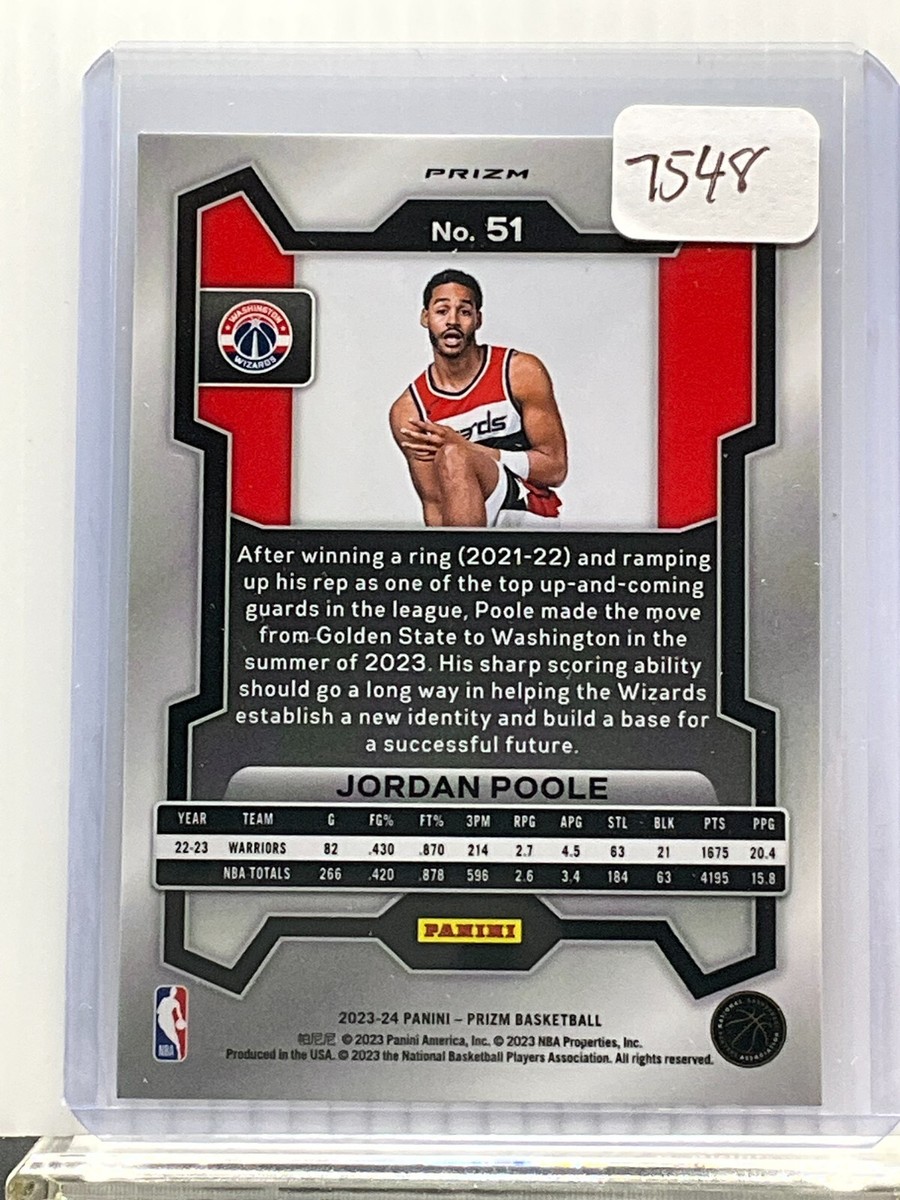 7548
PRIZM
No. 51
WASHINGTON
WIZARDS
After winning a ring (2021-22) and ramping
up his rep as one of the top up-and-coming
guards in the league, Poole made the move
from Golden State to Washington in the
summer of 2023. His sharp scoring ability
should go a long way in helping the Wizards
establish a new identity and build a base for
a successful future.
JORDAN POOLE
YEAR TEAM G FG% FT% 3PM RPG APG STL BLK PTS PPG
22-23 WARRIORS 82 .430 .870 214 2.7 4.5 63 21 1675 20.4
NBA TOTALS 266 .420 .878 596 2.6 3.4 184 63 4195 15.8
PANINI
2023-24 PANINI – PRIZM BASKETBALL
帕尼尼 © 2023 Panini America, Inc. © 2023 NBA Properties, Inc.
Produced in the USA. © 2023 the National Basketball Players Association. All rights reserved.
NBA
NATIONAL BASKETBALL
ASSOCIATION